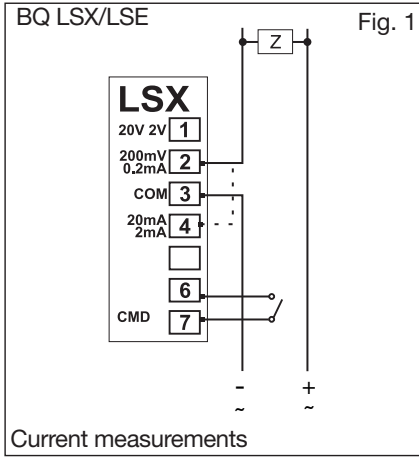 BQ LSX/LSE
Fig. 1
Z
LSX
20V 2V 1
200mV
0.2mA 2
COM 3
20mA
2mA 4
6
CMD 7
- +
~ ~
Current measurements